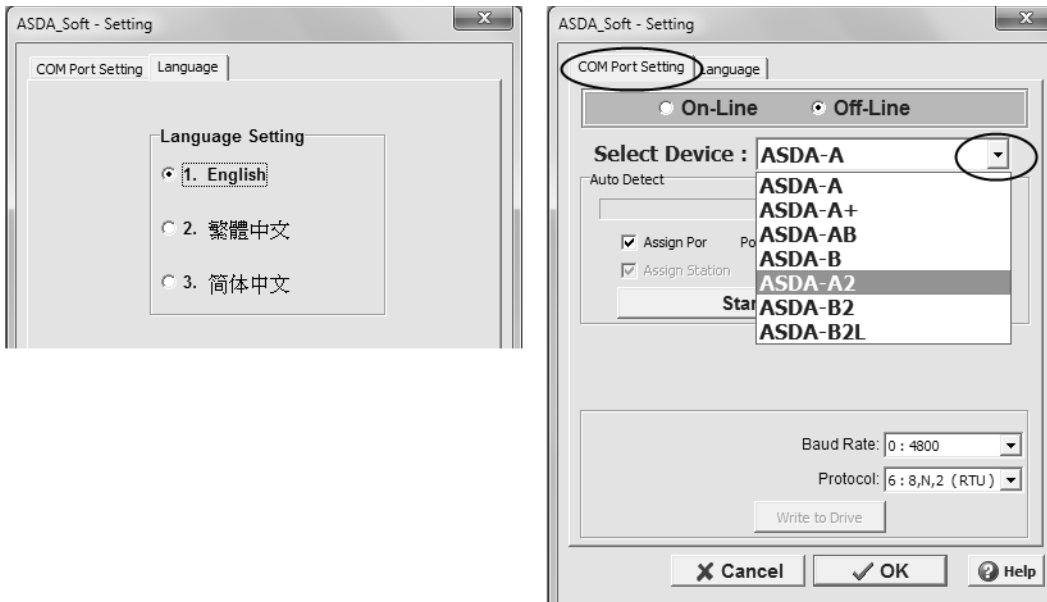 ASDA_Soft - Setting
COM Port Setting Language
Language Setting
1. English
2. 繁體中文
3. 简体中文
ASDA_Soft - Setting
COM Port Setting Language
On-Line Off-Line
Select Device : ASDA-A
Auto Detect
ASDA-A
ASDA-A+
ASDA-AB
ASDA-B
ASDA-A2
ASDA-B2
ASDA-B2L
Assign Por Po
Assign Station
Star
Baud Rate: 0 : 4800
Protocol: 6 : 8,N,2 (RTU)
Write to Drive
Cancel OK Help